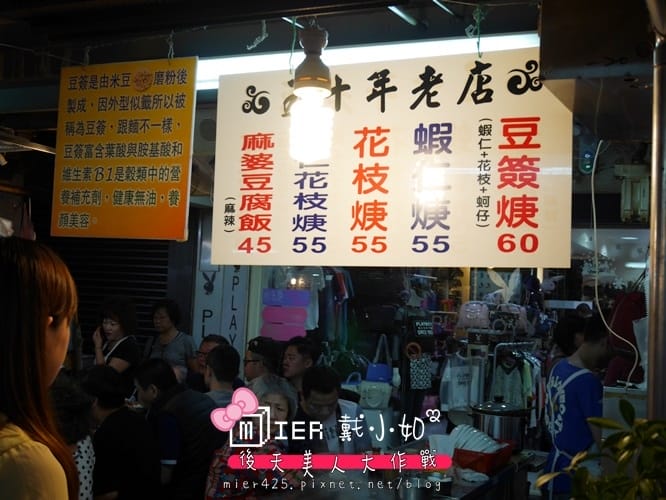 豆簽是由米豆磨粉後
製成，因外型似籤所以被
稱為豆簽，跟麵不一樣，
豆簽富含葉酸與胺基酸和
維生素B1是穀類中的營
養補充劑，健康無油，養
顏美容。
十年老店
豆簽焿
(蝦仁+花枝+蚵仔)
60
蝦仁焿
55
花枝焿
55
仁花枝焿
55
麻婆豆腐飯
(麻辣)
45
PLAY
MIER 戴小如
後天美人大作戰
mier425.pixnet.net/blog